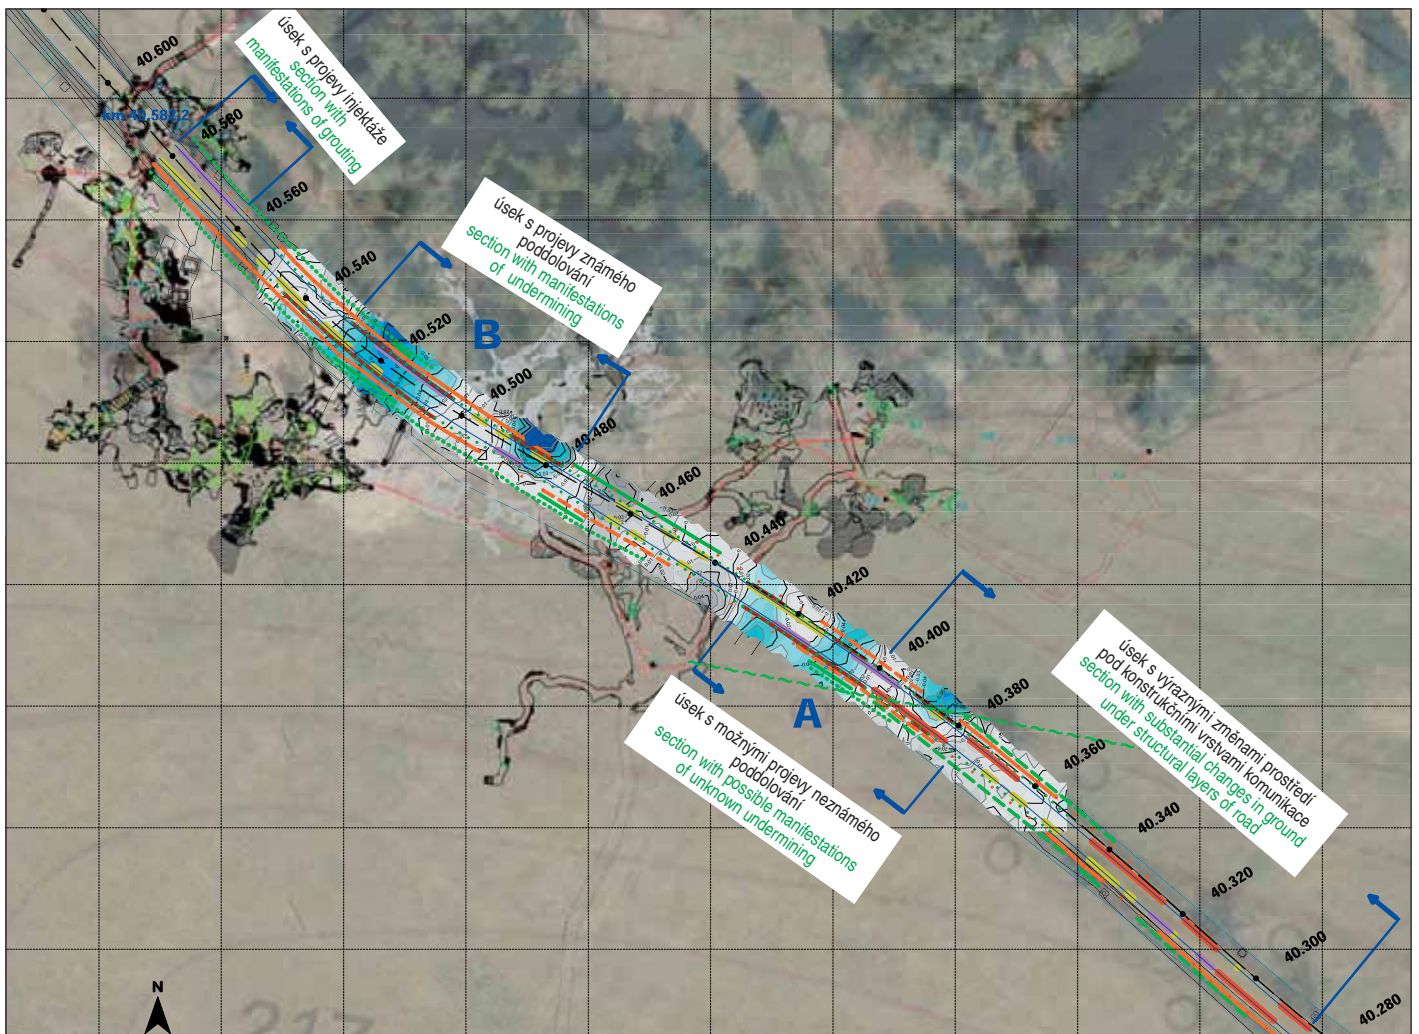 40.600
km 40.583,2
40.580
40.560
40.540
40.520
40.500
40.480
40.460
40.440
40.420
40.400
40.380
40.360
40.340
40.320
40.300
40.280
úsek s projevy injektáže
section with
manifestations of grouting
úsek s projevy známého
poddolování
section with manifestations
of undermining
B
A
úsek s možnými projevy neznámého
poddolování
section with possible manifestations
of unknown undermining
úsek s výraznými změnami prostředí
pod konstrukčními vrstvami komunikace
section with substantial changes in ground
under structural layers of road
N
217